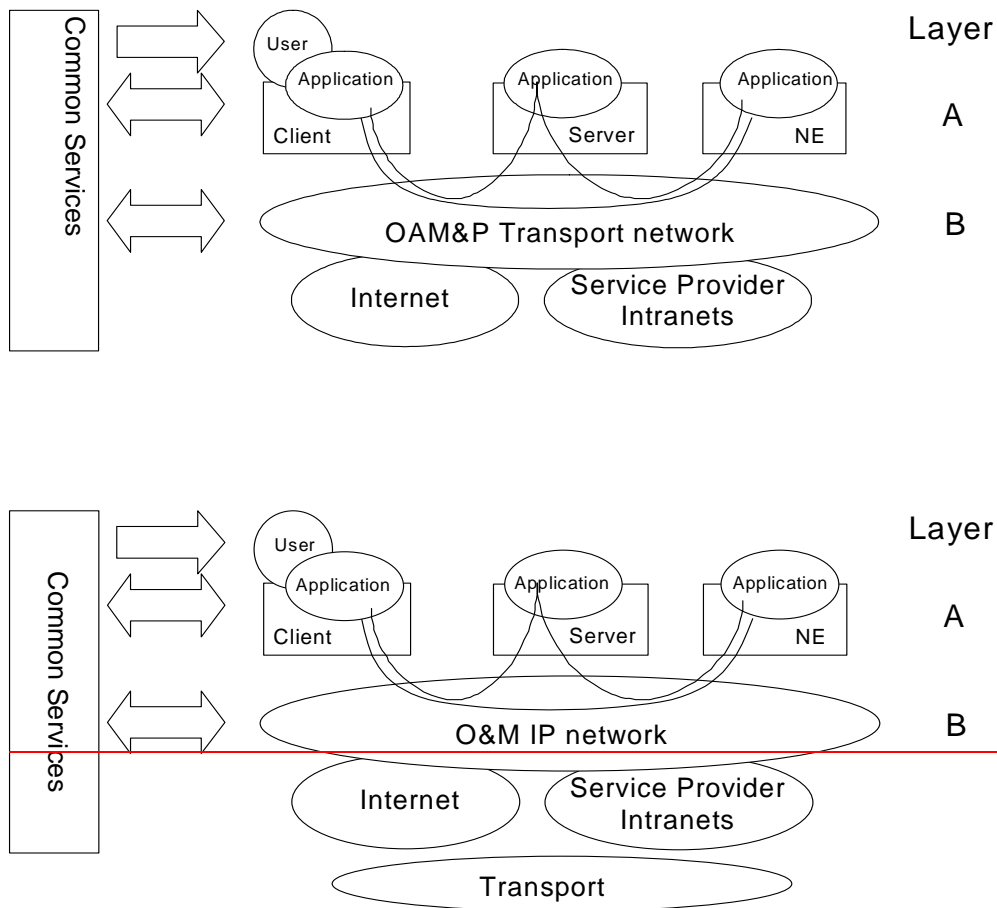 Common Services
Layer
User
Application
Application
Application
A
Client
Server
NE
OAM&P Transport network
B
Internet
Service Provider
Intranets
Common Services
Layer
User
Application
Application
Application
A
Client
Server
NE
O&M IP network
B
Internet
Service Provider
Intranets
Transport